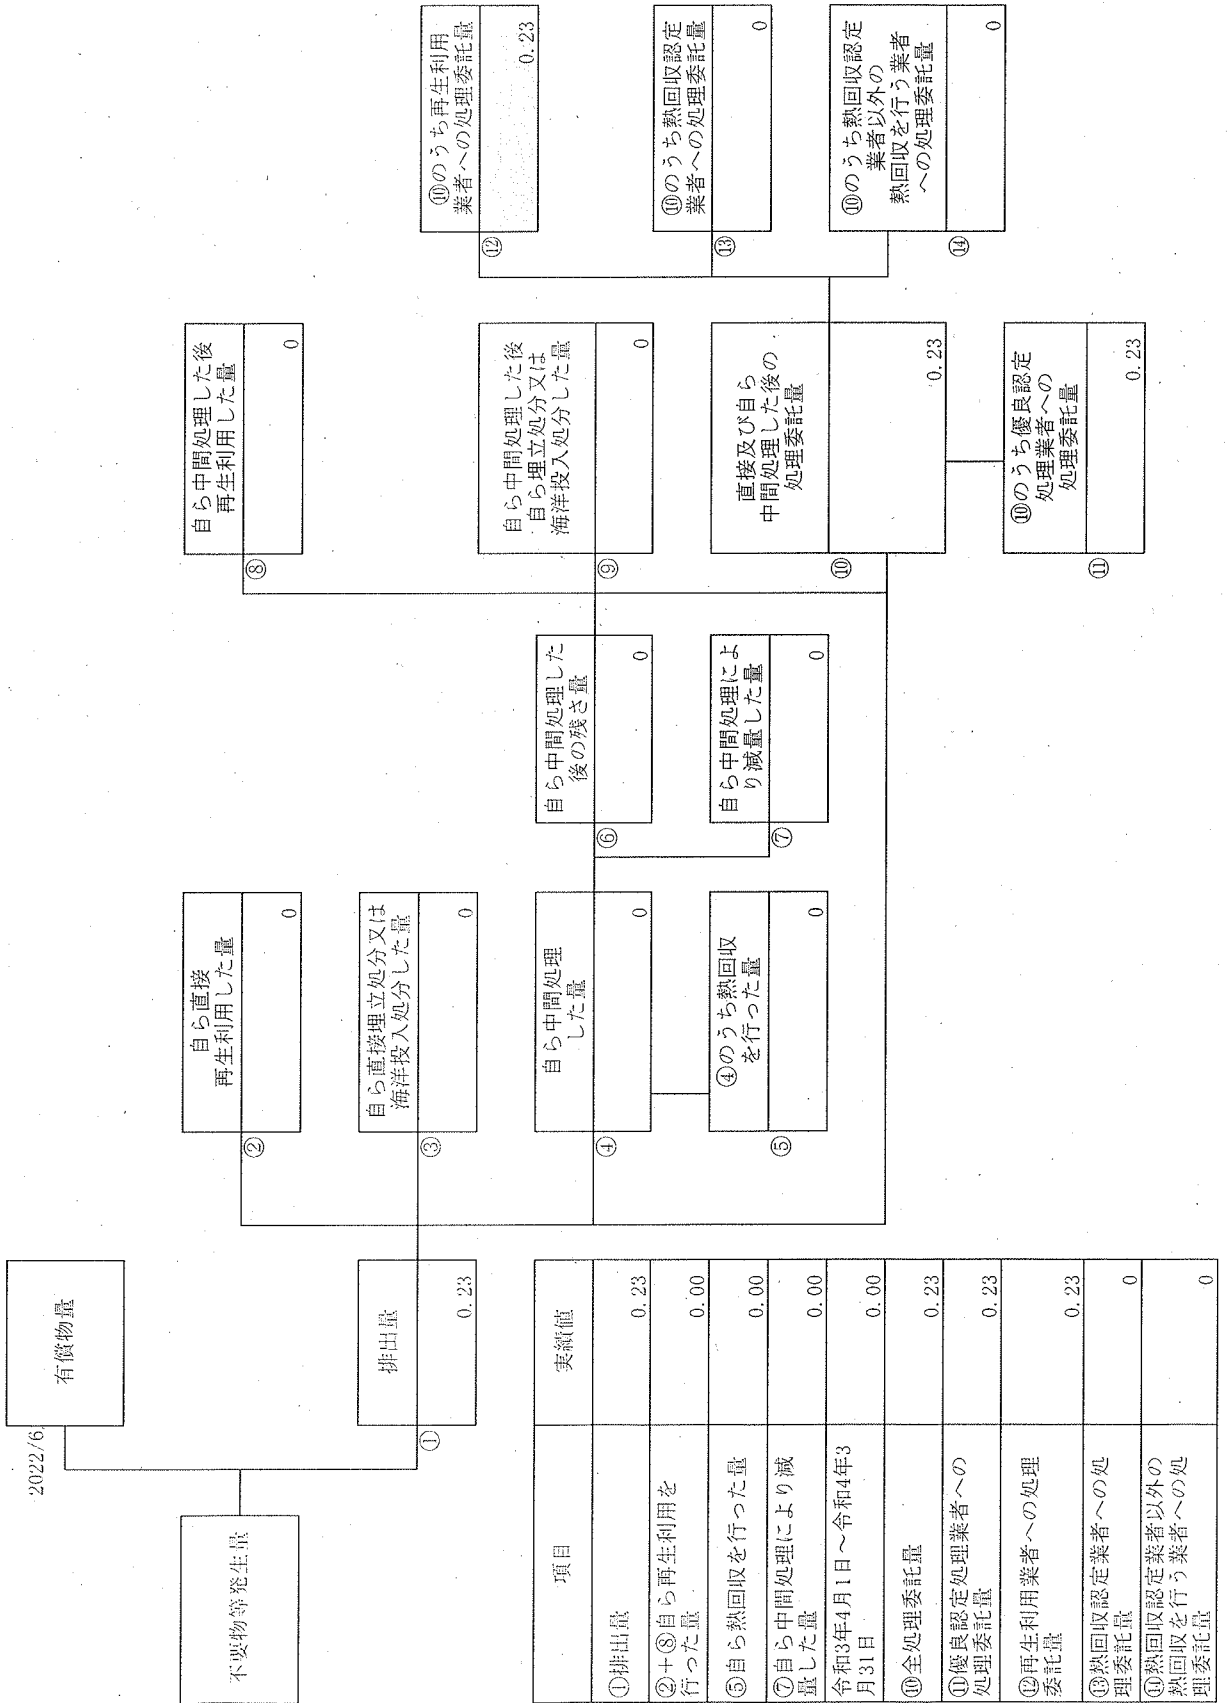 2022/6
不要物等発生量
有償物量
①
排出量
0.23
②
自ら直接
再生利用した量
0
③
自ら直接埋立処分又は
海洋投入処分した量
0
④
自ら中間処理
した量
0
⑤
④のうち熱回収
を行った量
0
⑥
自ら中間処理した
後の残さ量
0
⑦
自ら中間処理によ
り減量した量
0
⑧
自ら中間処理した後
再生利用した量
0
⑨
自ら中間処理した後
自ら埋立処分又は
海洋投入処分した量
0
⑩
直接及び自ら
中間処理した後の
処理委託量
0.23
⑪
⑩のうち優良認定
処理業者への
処理委託量
0.23
⑫
⑩のうち再生利用
業者への処理委託量
0.23
⑬
⑩のうち熱回収認定
業者への処理委託量
0
⑭
⑩のうち熱回収認定
業者以外の
熱回収を行う業者
への処理委託量
0
項目 実績値
①排出量 0.23
②+⑧自ら再生利用を
行った量 0.00
⑤自ら熱回収を行った量 0.00
⑦自ら中間処理により減
量した量 0.00
令和3年4月1日~令和4年3
月31日 0.00
⑩全処理委託量 0.23
⑪優良認定処理業者への
処理委託量 0.23
⑫再生利用業者への処理
委託量 0.23
⑬熱回収認定業者への処
理委託量 0
⑭熱回収認定業者以外の
熱回収を行う業者への処
理委託量 0